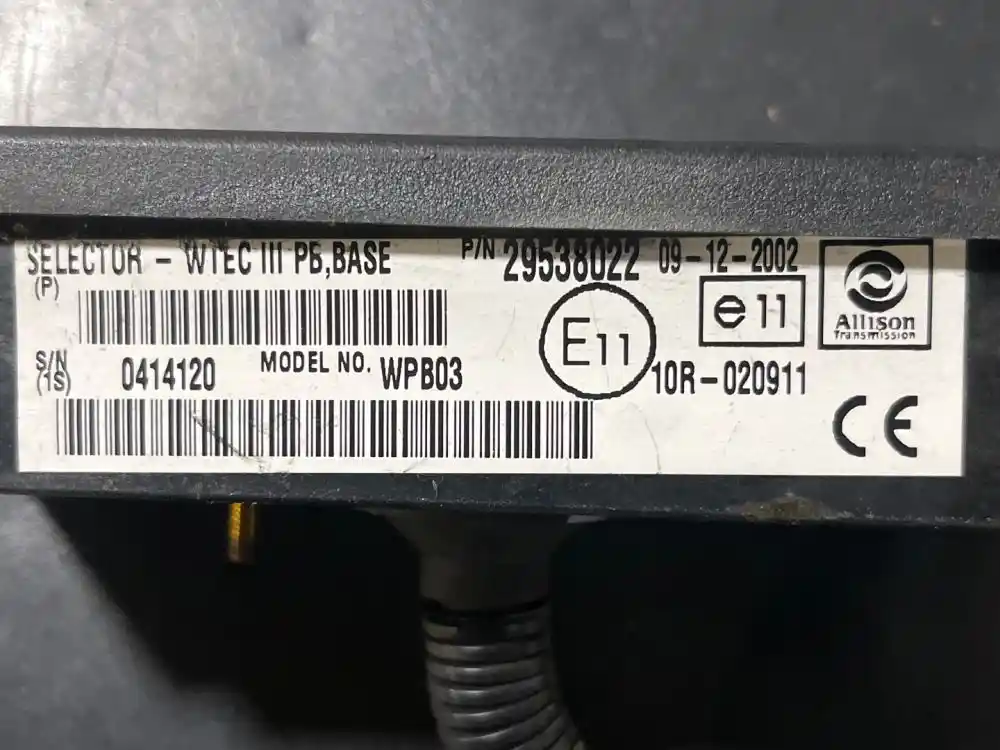 SELECTOR - WTEC III PB,BASE
P/N 29538022 09-12-2002
(P)
e11
Allison
Transmission
E11
S/N
(1S)
0414120 MODEL NO. WPB03
10R-020911
CE